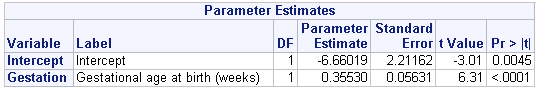 Parameter Estimates
Variable Label DF Parameter Estimate Standard Error t Value Pr > |t|
Intercept Intercept 1 -6.66019 2.21162 -3.01 0.0045
Gestation Gestational age at birth (weeks) 1 0.35530 0.05631 6.31 <.0001